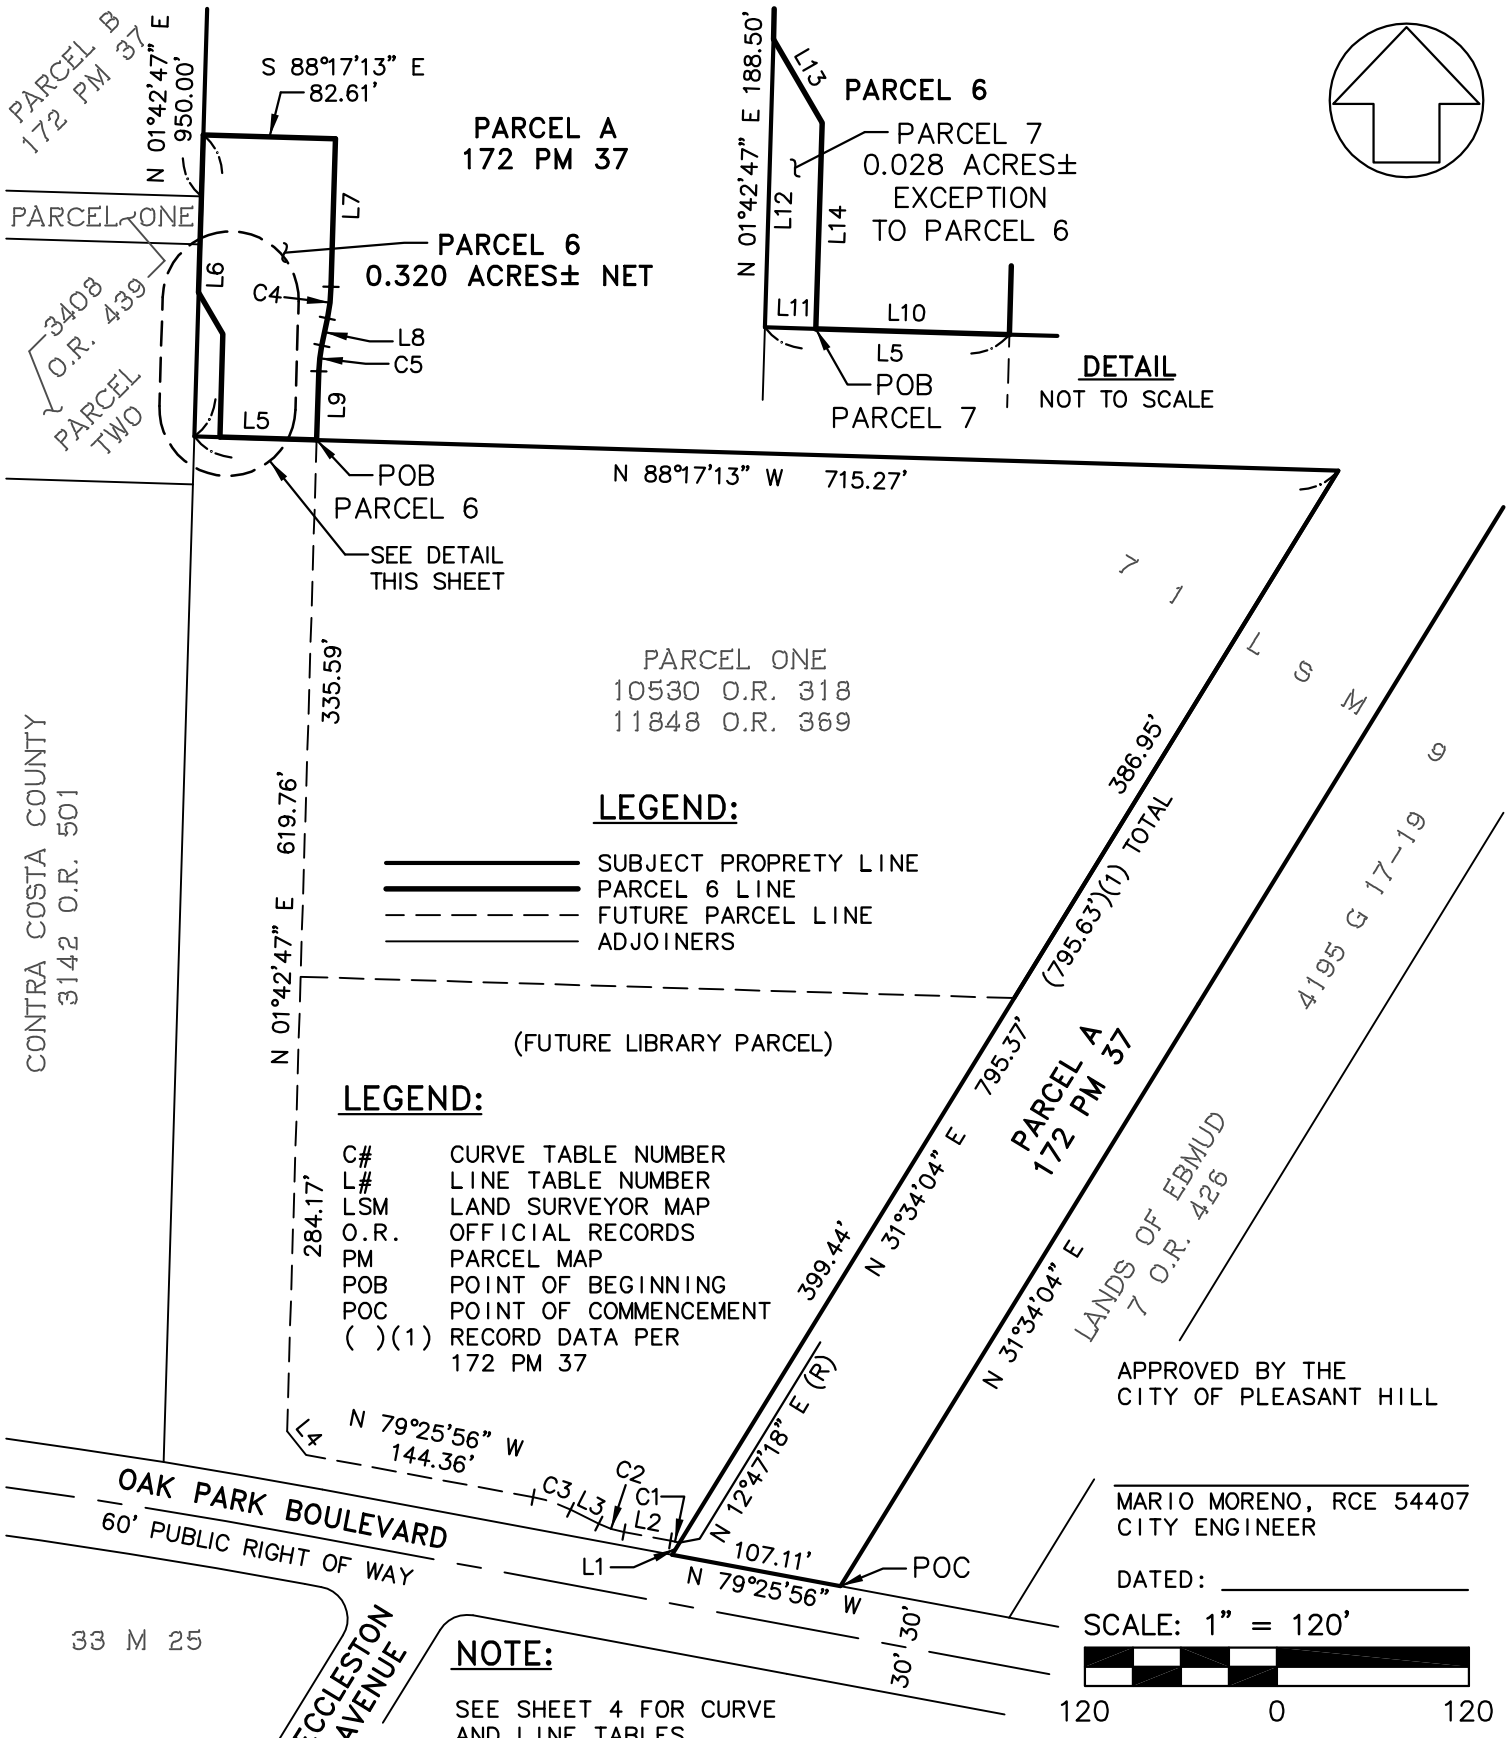 PARCEL B
172 PM 37
N 01°42'47" E
950.00'
S 88°17'13" E
82.61'
PARCEL A
172 PM 37
PARCEL ONE
L7
PARCEL 6
0.320 ACRES± NET
L6
C4
L8
C5
L9
L5
3408
O.R. 439
PARCEL
TWO
POB
PARCEL 6
SEE DETAIL
THIS SHEET
N 01°42'47" E 188.50'
L13
PARCEL 6
PARCEL 7
0.028 ACRES±
EXCEPTION
TO PARCEL 6
L12
L14
L11
L10
L5
POB
PARCEL 7
DETAIL
NOT TO SCALE
N 88°17'13" W 715.27'
7 1 L S M 9
335.59'
PARCEL ONE
10530 O.R. 318
11848 O.R. 369
CONTRA COSTA COUNTY
3142 O.R. 501
N 01°42'47" E 619.76'
386.95'
(795.63')(1) TOTAL
4195 G 17-19
LEGEND:
SUBJECT PROPRETY LINE
PARCEL 6 LINE
FUTURE PARCEL LINE
ADJOINERS
(FUTURE LIBRARY PARCEL)
N 31°34'04" E 795.37'
PARCEL A
172 PM 37
LEGEND:
C# CURVE TABLE NUMBER
L# LINE TABLE NUMBER
LSM LAND SURVEYOR MAP
O.R. OFFICIAL RECORDS
PM PARCEL MAP
POB POINT OF BEGINNING
POC POINT OF COMMENCEMENT
( )(1) RECORD DATA PER
172 PM 37
284.17'
399.44'
N 31°34'04" E
LANDS OF EBMUD
7 O.R. 426
APPROVED BY THE
CITY OF PLEASANT HILL
L4
N 79°25'56" W
144.36'
C3
L3
C2
C1
L2
L1
N 12°47'18" E (R)
107.11'
N 79°25'56" W
POC
OAK PARK BOULEVARD
60' PUBLIC RIGHT OF WAY
MARIO MORENO, RCE 54407
CITY ENGINEER
DATED:
30' 30'
33 M 25
ECCLESTON
AVENUE
NOTE:
SEE SHEET 4 FOR CURVE
AND LINE TABLES
SCALE: 1" = 120'
120 0 120